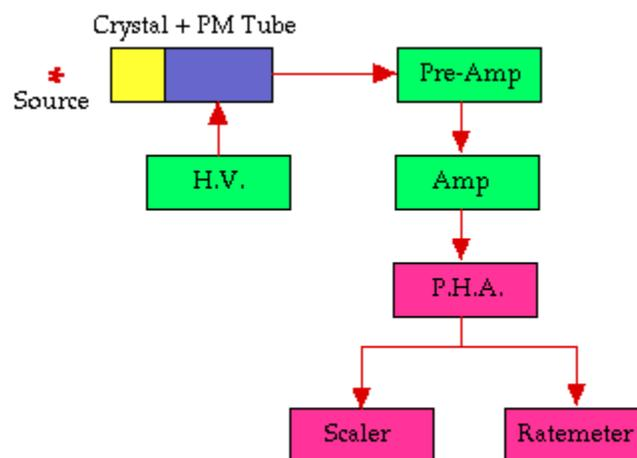 Crystal + PM Tube
Source
Pre-Amp
H.V.
Amp
P.H.A.
Scaler
Ratemeter